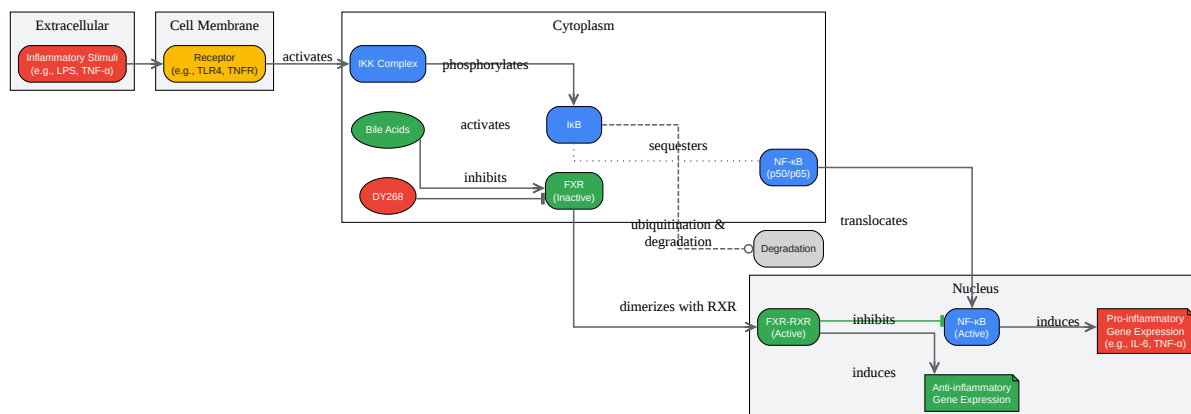 Extracellular
Cell Membrane
Cytoplasm
Inflammatory Stimuli
(e.g., LPS, TNF-α)
Receptor
(e.g., TLR4, TNFR)
activates
IKK Complex
phosphorylates
Bile Acids
activates
IκB
sequesters
NF-κB
(p50/p65)
inhibits
DY268
FXR
(Inactive)
ubiquitination &
degradation
translocates
Degradation
Nucleus
dimerizes with RXR
FXR-RXR
(Active)
inhibits
NF-κB
(Active)
induces
Pro-inflammatory
Gene Expression
(e.g., IL-6, TNF-α)
induces
Anti-inflammatory
Gene Expression